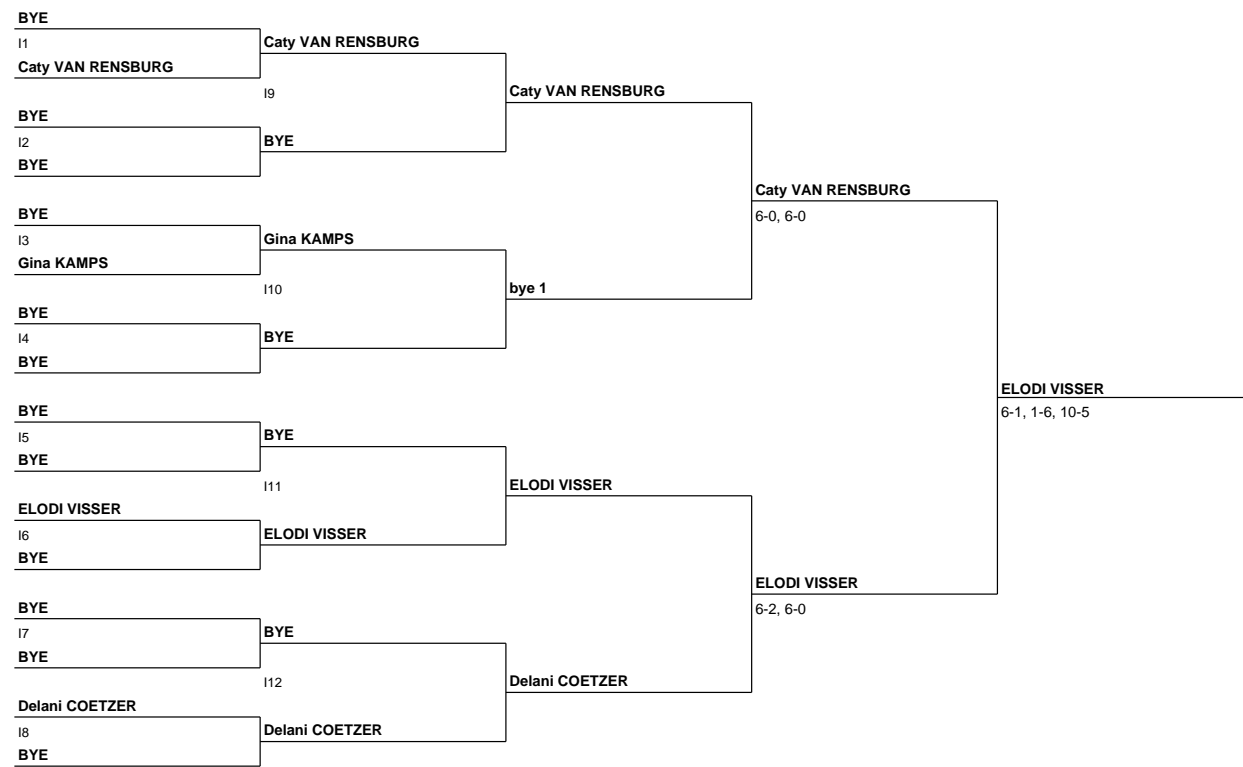 BYE
I1
Caty VAN RENSBURG
Caty VAN RENSBURG
I9
Caty VAN RENSBURG
BYE
I2
BYE
BYE
Caty VAN RENSBURG
6-0, 6-0
BYE
I3
Gina KAMPS
Gina KAMPS
I10
bye 1
BYE
I4
BYE
BYE
ELODI VISSER
6-1, 1-6, 10-5
BYE
I5
BYE
BYE
I11
ELODI VISSER
ELODI VISSER
I6
BYE
ELODI VISSER
ELODI VISSER
6-2, 6-0
BYE
I7
BYE
BYE
I12
Delani COETZER
Delani COETZER
I8
BYE
Delani COETZER